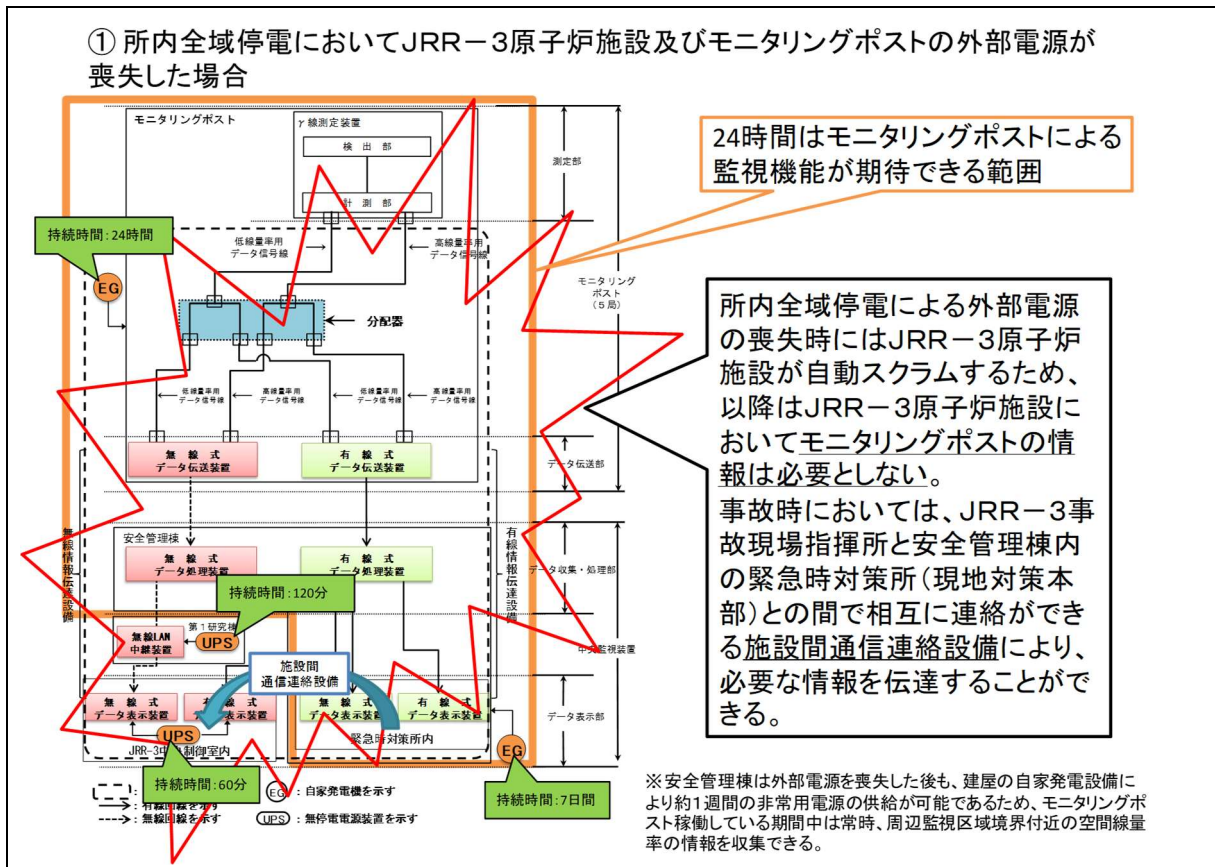 ① 所内全域停電においてJRR－3原子炉施設及びモニタリングポストの外部電源が
喪失した場合
モニタリングポスト
γ線測定装置
検 出 部
計 測 部
測定部
24時間はモニタリングポストによる
監視機能が期待できる範囲
持続時間：24時間
EG
低線量率用
データ信号線
高線量率用
データ信号線
分配器
モニタリング
ポスト
（5局）
低線量率用
データ信号線
高線量率用
データ信号線
低線量率用
データ信号線
高線量率用
データ信号線
無 線 式
データ伝送装置
有 線 式
データ伝送装置
データ伝送部
所内全域停電による外部電源
の喪失時にはJRR－3原子炉
施設が自動スクラムするため、
以降はJRR－3原子炉施設に
おいてモニタリングポストの情
報は必要としない。
事故時においては、JRR－3事
故現場指揮所と安全管理棟内
の緊急時対策所（現地対策本
部）との間で相互に連絡ができ
る施設間通信連絡設備により、
必要な情報を伝達することがで
きる。
無線情報伝達設備
有線情報伝達設備
安全管理棟
無 線 式
データ処理装置
有 線 式
データ処理装置
データ収集・処理部
持続時間：120分
第1研究棟
無線LAN
中継装置
UPS
施設間
通信連絡設備
中央監視装置
無 線 式
データ表示装置
有 線 式
データ表示装置
無 線 式
データ表示装置
有 線 式
データ表示装置
データ表示部
UPS
JRR-3中央制御室内
緊急時対策所内
EG
持続時間：60分
持続時間：7日間
：有線回線を示す
：無線回線を示す
EG ：自家発電機を示す
UPS ：無停電電源装置を示す
※安全管理棟は外部電源を喪失した後も、建屋の自家発電設備に
より約1週間の非常用電源の供給が可能であるため、モニタリングポ
スト稼働している期間中は常時、周辺監視区域境界付近の空間線量
率の情報を収集できる。